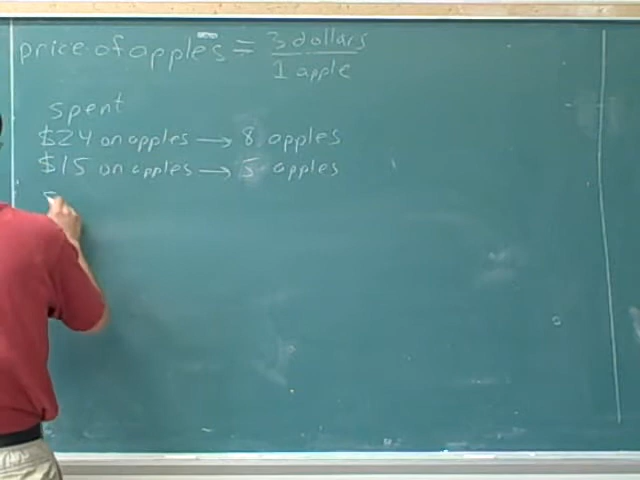 price of apples = 3 dollars
1 apple
spent
$24 on apples → 8 apples
$15 on apples → 5 apples